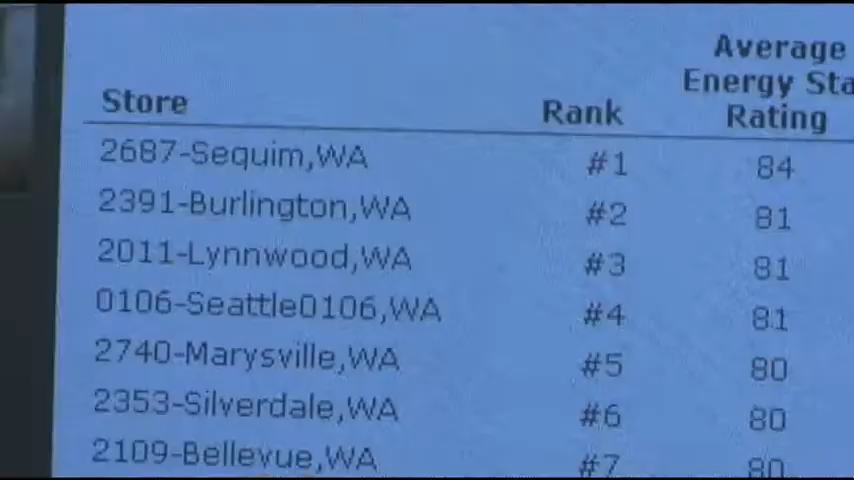 Average
Energy Sta
Store Rank Rating
2687-Sequim,WA #1 84
2391-Burlington,WA #2 81
2011-Lynnwood,WA #3 81
0106-Seattle0106,WA #4 81
2740-Marysville,WA #5 80
2353-Silverdale,WA #6 80
2109-Bellevue,WA #7 80